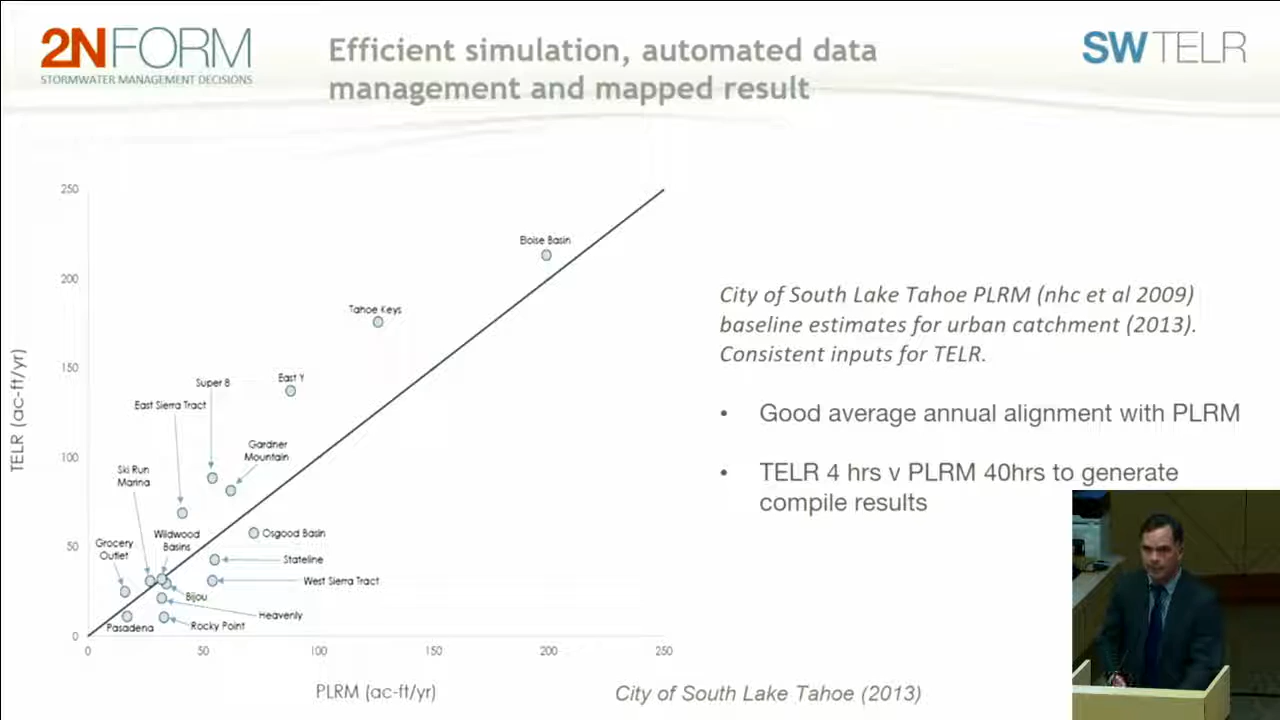 2NFORM
STORMWATER MANAGEMENT DECISIONS
Efficient simulation, automated data
management and mapped result
SWTELR
250
200
150
100
50
0
TELR (ac-ft/yr)
Eloise Basin
Tahoe Keys
East Y
Super 8
East Sierra Tract
Gardner
Mountain
Ski Run
Marina
Wildwood
Basins
Osgood Basin
Grocery
Outlet
Stateline
West Sierra Tract
Bijou
Heavenly
Pasadena
Rocky Point
0 50 100 150 200 250
PLRM (ac-ft/yr)
City of South Lake Tahoe PLRM (nhc et al 2009)
baseline estimates for urban catchment (2013).
Consistent inputs for TELR.
• Good average annual alignment with PLRM
• TELR 4 hrs v PLRM 40hrs to generate
compile results
City of South Lake Tahoe (2013)